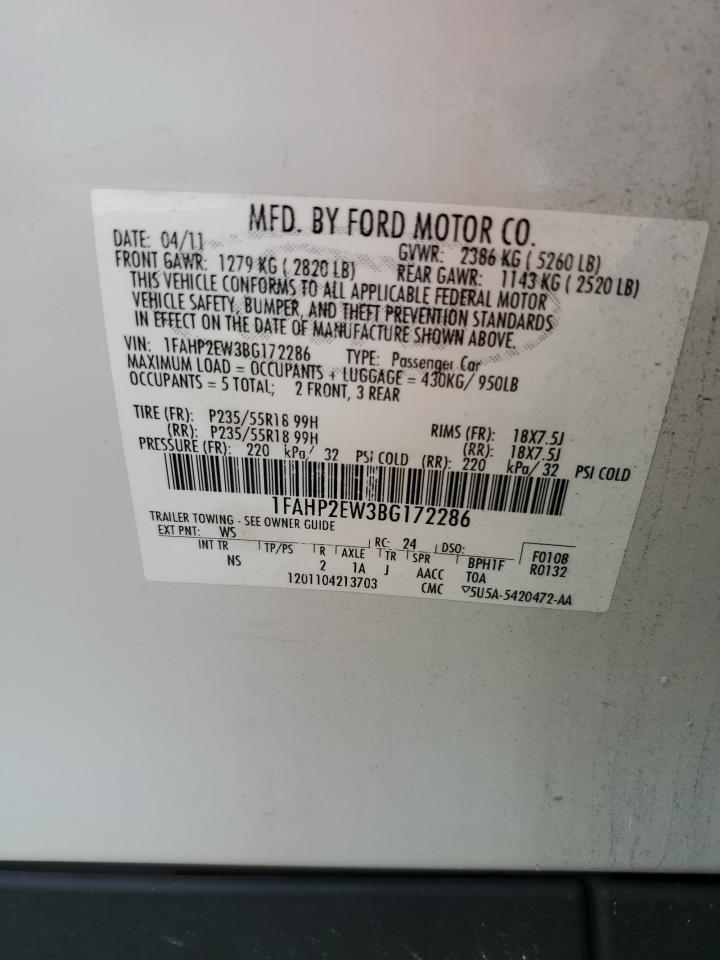 MFD. BY FORD MOTOR CO.
DATE: 04/11 GVWR: 2386 KG ( 5260 LB)
FRONT GAWR: 1279 KG ( 2820 LB) REAR GAWR: 1143 KG ( 2520 LB)
THIS VEHICLE CONFORMS TO ALL APPLICABLE FEDERAL MOTOR
VEHICLE SAFETY, BUMPER, AND THEFT PREVENTION STANDARDS
IN EFFECT ON THE DATE OF MANUFACTURE SHOWN ABOVE.
VIN: 1FAHP2EW3BG172286 TYPE: Passenger Car
MAXIMUM LOAD = OCCUPANTS + LUGGAGE = 430KG/ 950LB
OCCUPANTS = 5 TOTAL; 2 FRONT, 3 REAR
TIRE (FR): P235/55R18 99H RIMS (FR): 18X7.5J
(RR): P235/55R18 99H (RR): 18X7.5J
PRESSURE (FR): 220 kPa/ 32 PSI COLD (RR): 220 kPa/ 32 PSI COLD
1FAHP2EW3BG172286
TRAILER TOWING - SEE OWNER GUIDE
EXT PNT: WS RC: 24 DSO: F0108
INT TR TP/PS R AXLE TR SPR BPH1F R0132
NS 2 1A J AACC TOA
1201104213703 CMC ▽5U5A-5420472-AA